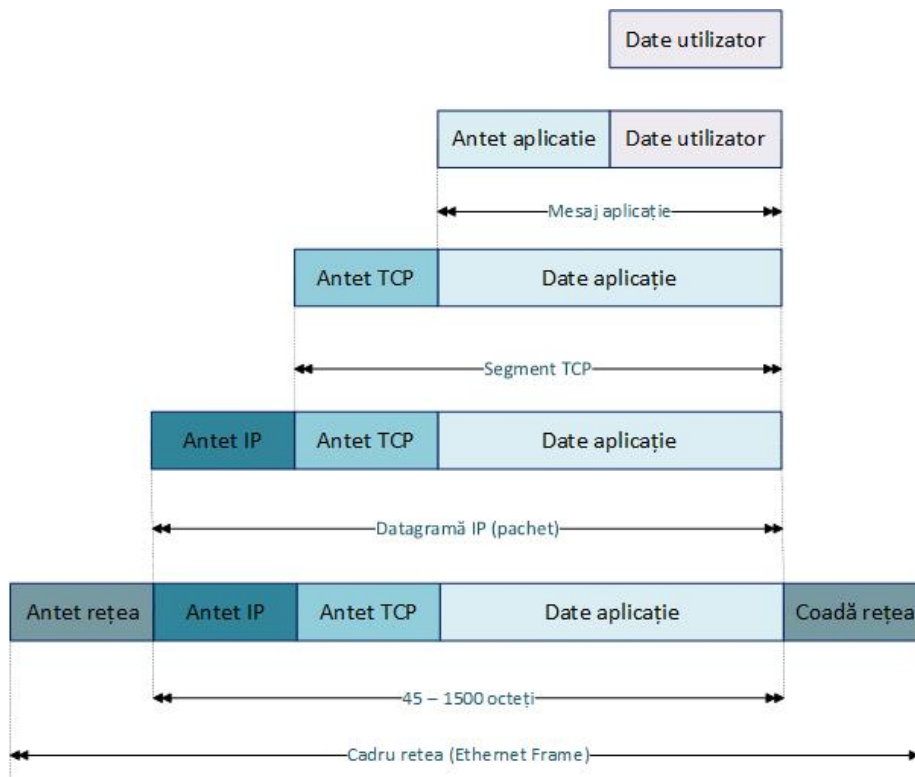 Date utilizator
Antet aplicatie Date utilizator
Mesaj aplicație
Antet TCP Date aplicație
Segment TCP
Antet IP Antet TCP Date aplicație
Datagramă IP (pachet)
Antet rețea Antet IP Antet TCP Date aplicație Coadă rețea
45 – 1500 octeți
Cadru retea (Ethernet Frame)